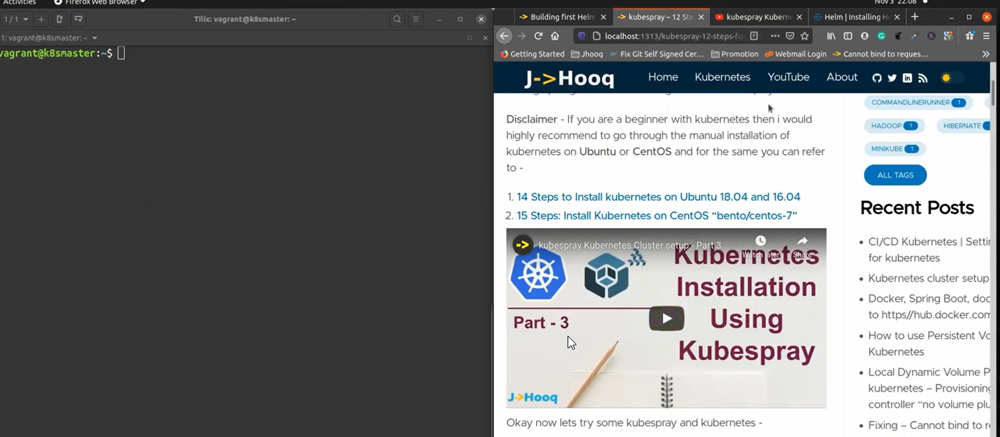 Activities
Firefox Web Browser
Nov 3 22:08
1 / 1
Tilix: vagrant@k8smaster: ~
1: vagrant@k8smaster: ~
vagrant@k8smaster:~$
Building first Helm
kubespray – 12 Ste
kubespray Kuberne
Helm | Installing H
localhost:1313/kubespray-12-steps-fo
Getting Started
Jhooq
Fix Git Self Signed Cer…
Promotion
Webmail Login
Cannot bind to reques…
J->Hooq
Home
Kubernetes
YouTube
About
Disclaimer - If you are a beginner with kubernetes then i would
highly recommend to go through the manual installation of
kubernetes on Ubuntu or CentOS and for the same you can refer
to -
1. 14 Steps to Install kubernetes on Ubuntu 18.04 and 16.04
2. 15 Steps: Install Kubernetes on CentOS “bento/centos-7”
kubespray Kubernetes Cluster setup - Part 3
Watch later
Share
Kubernetes
Installation
Using
Kubespray
Part - 3
J->Hooq
Okay now lets try some kubespray and kubernetes -
COMMANDLINERUNNER 1
HADOOP 1
HIBERNATE
MINIKUBE 1
ALL TAGS
Recent Posts
CI/CD Kubernetes | Setti
for kubernetes
Kubernetes cluster setup
Docker, Spring Boot, doc
to https//hub.docker.com
How to use Persistent Vo
Kubernetes
Local Dynamic Volume P
kubernetes – Provisioning
controller “no volume plu
Fixing – Cannot bind to re